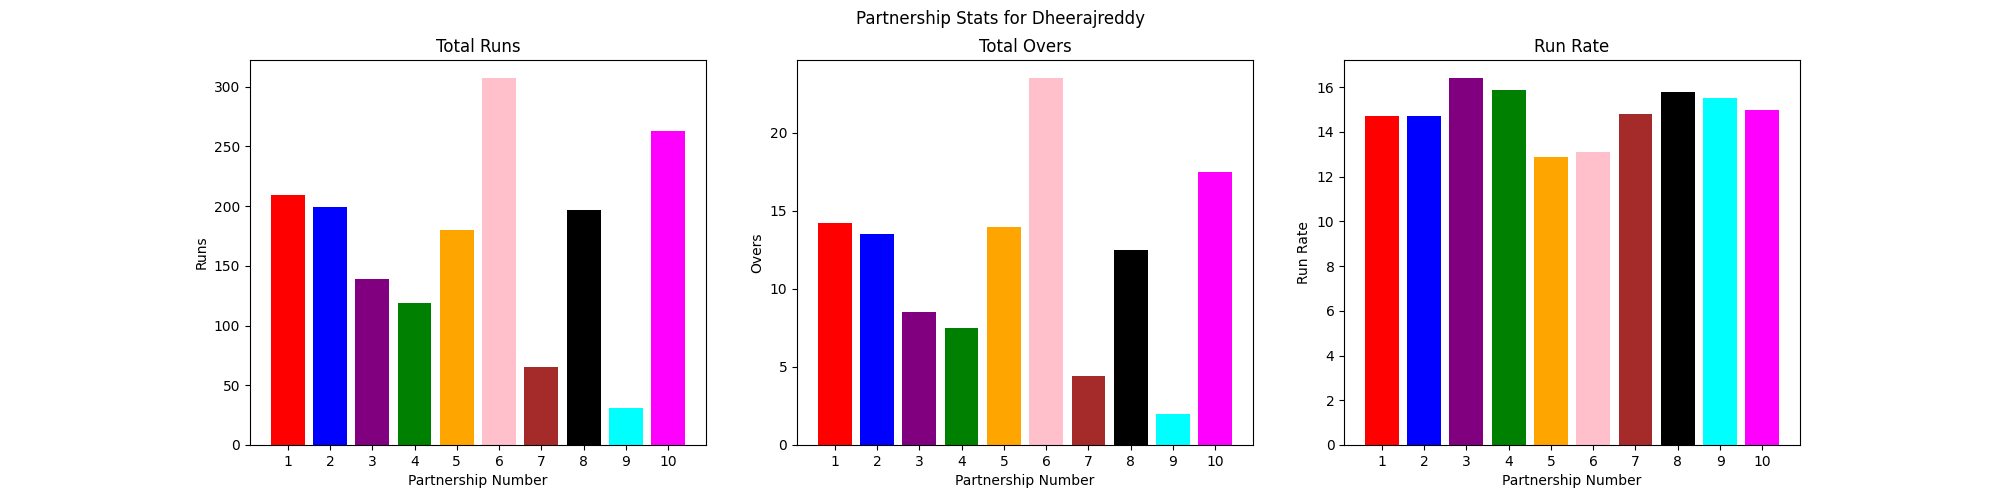 Partnership Stats for Dheerajreddy
Total Runs
Runs
300
250
200
150
100
50
0
1 2 3 4 5 6 7 8 9 10
Partnership Number
Total Overs
Overs
20
15
10
5
0
1 2 3 4 5 6 7 8 9 10
Partnership Number
Run Rate
Run Rate
16
14
12
10
8
6
4
2
0
1 2 3 4 5 6 7 8 9 10
Partnership Number